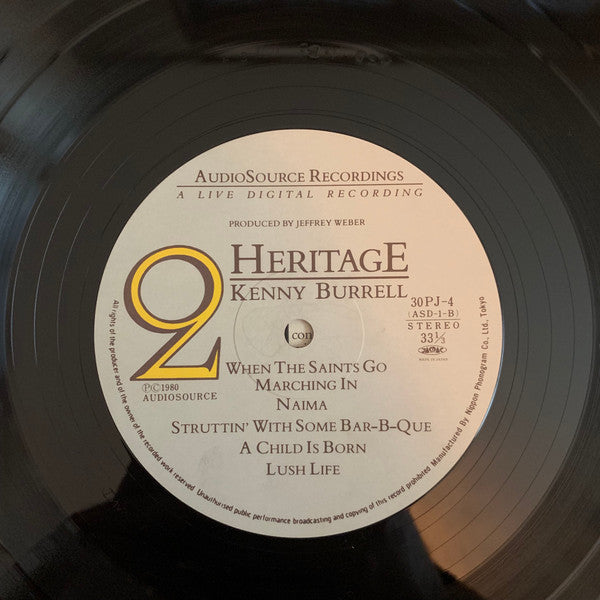 AUDIOSOURCE RECORDINGS
A LIVE DIGITAL RECORDING
PRODUCED BY JEFFREY WEBER
2
HERITAGE
KENNY BURRELL
30PJ-4
(ASD-1-B)
STEREO
33⅓
MADE IN JAPAN
con
WHEN THE SAINTS GO
MARCHING IN
NAIMA
STRUTTIN' WITH SOME BAR-B-QUE
A CHILD IS BORN
LUSH LIFE
Ⓟ©1980
AUDIOSOURCE
All rights of the producer and of the owner of the recorded work reserved. Unauthorised public performance broadcasting and copying of this record prohibited Manufactured By Nippon Phonogram Co., Ltd., Tokyo